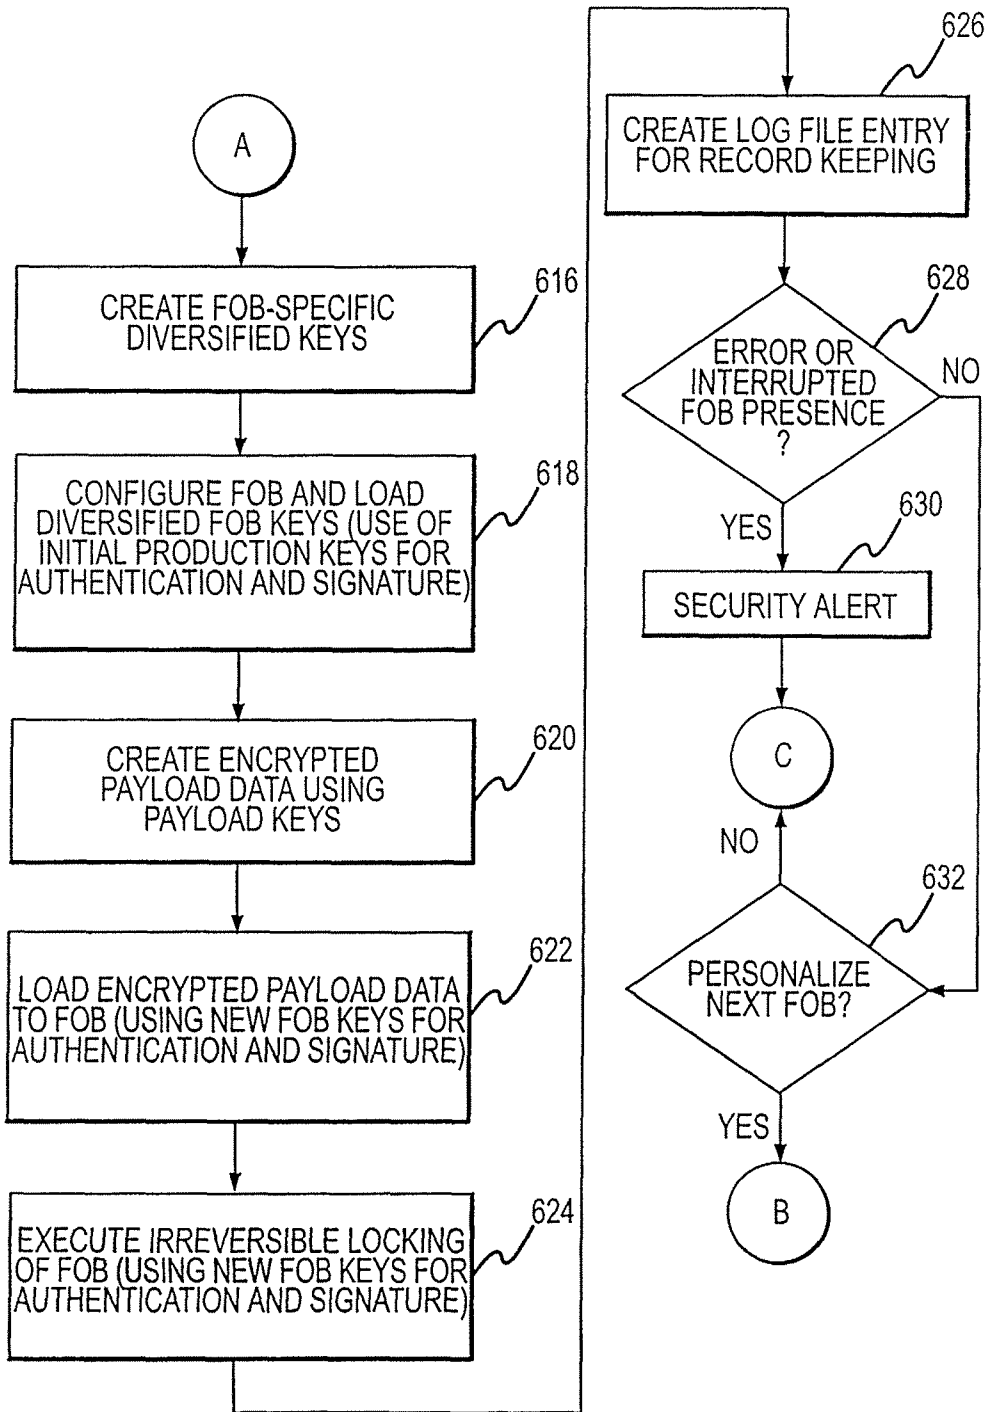 A
CREATE FOB-SPECIFIC
DIVERSIFIED KEYS
616
CONFIGURE FOB AND LOAD
DIVERSIFIED FOB KEYS (USE OF
INITIAL PRODUCTION KEYS FOR
AUTHENTICATION AND SIGNATURE)
618
CREATE ENCRYPTED
PAYLOAD DATA USING
PAYLOAD KEYS
620
LOAD ENCRYPTED PAYLOAD DATA
TO FOB (USING NEW FOB KEYS FOR
AUTHENTICATION AND SIGNATURE)
622
EXECUTE IRREVERSIBLE LOCKING
OF FOB (USING NEW FOB KEYS FOR
AUTHENTICATION AND SIGNATURE)
624
626
CREATE LOG FILE ENTRY
FOR RECORD KEEPING
628
ERROR OR
INTERRUPTED
FOB PRESENCE
?
NO
YES
630
SECURITY ALERT
C
NO
632
PERSONALIZE
NEXT FOB?
YES
B